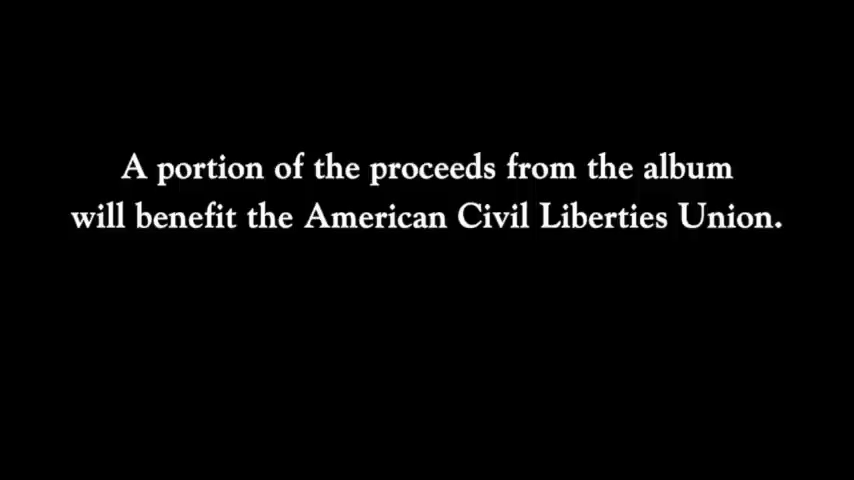 A portion of the proceeds from the album
will benefit the American Civil Liberties Union.